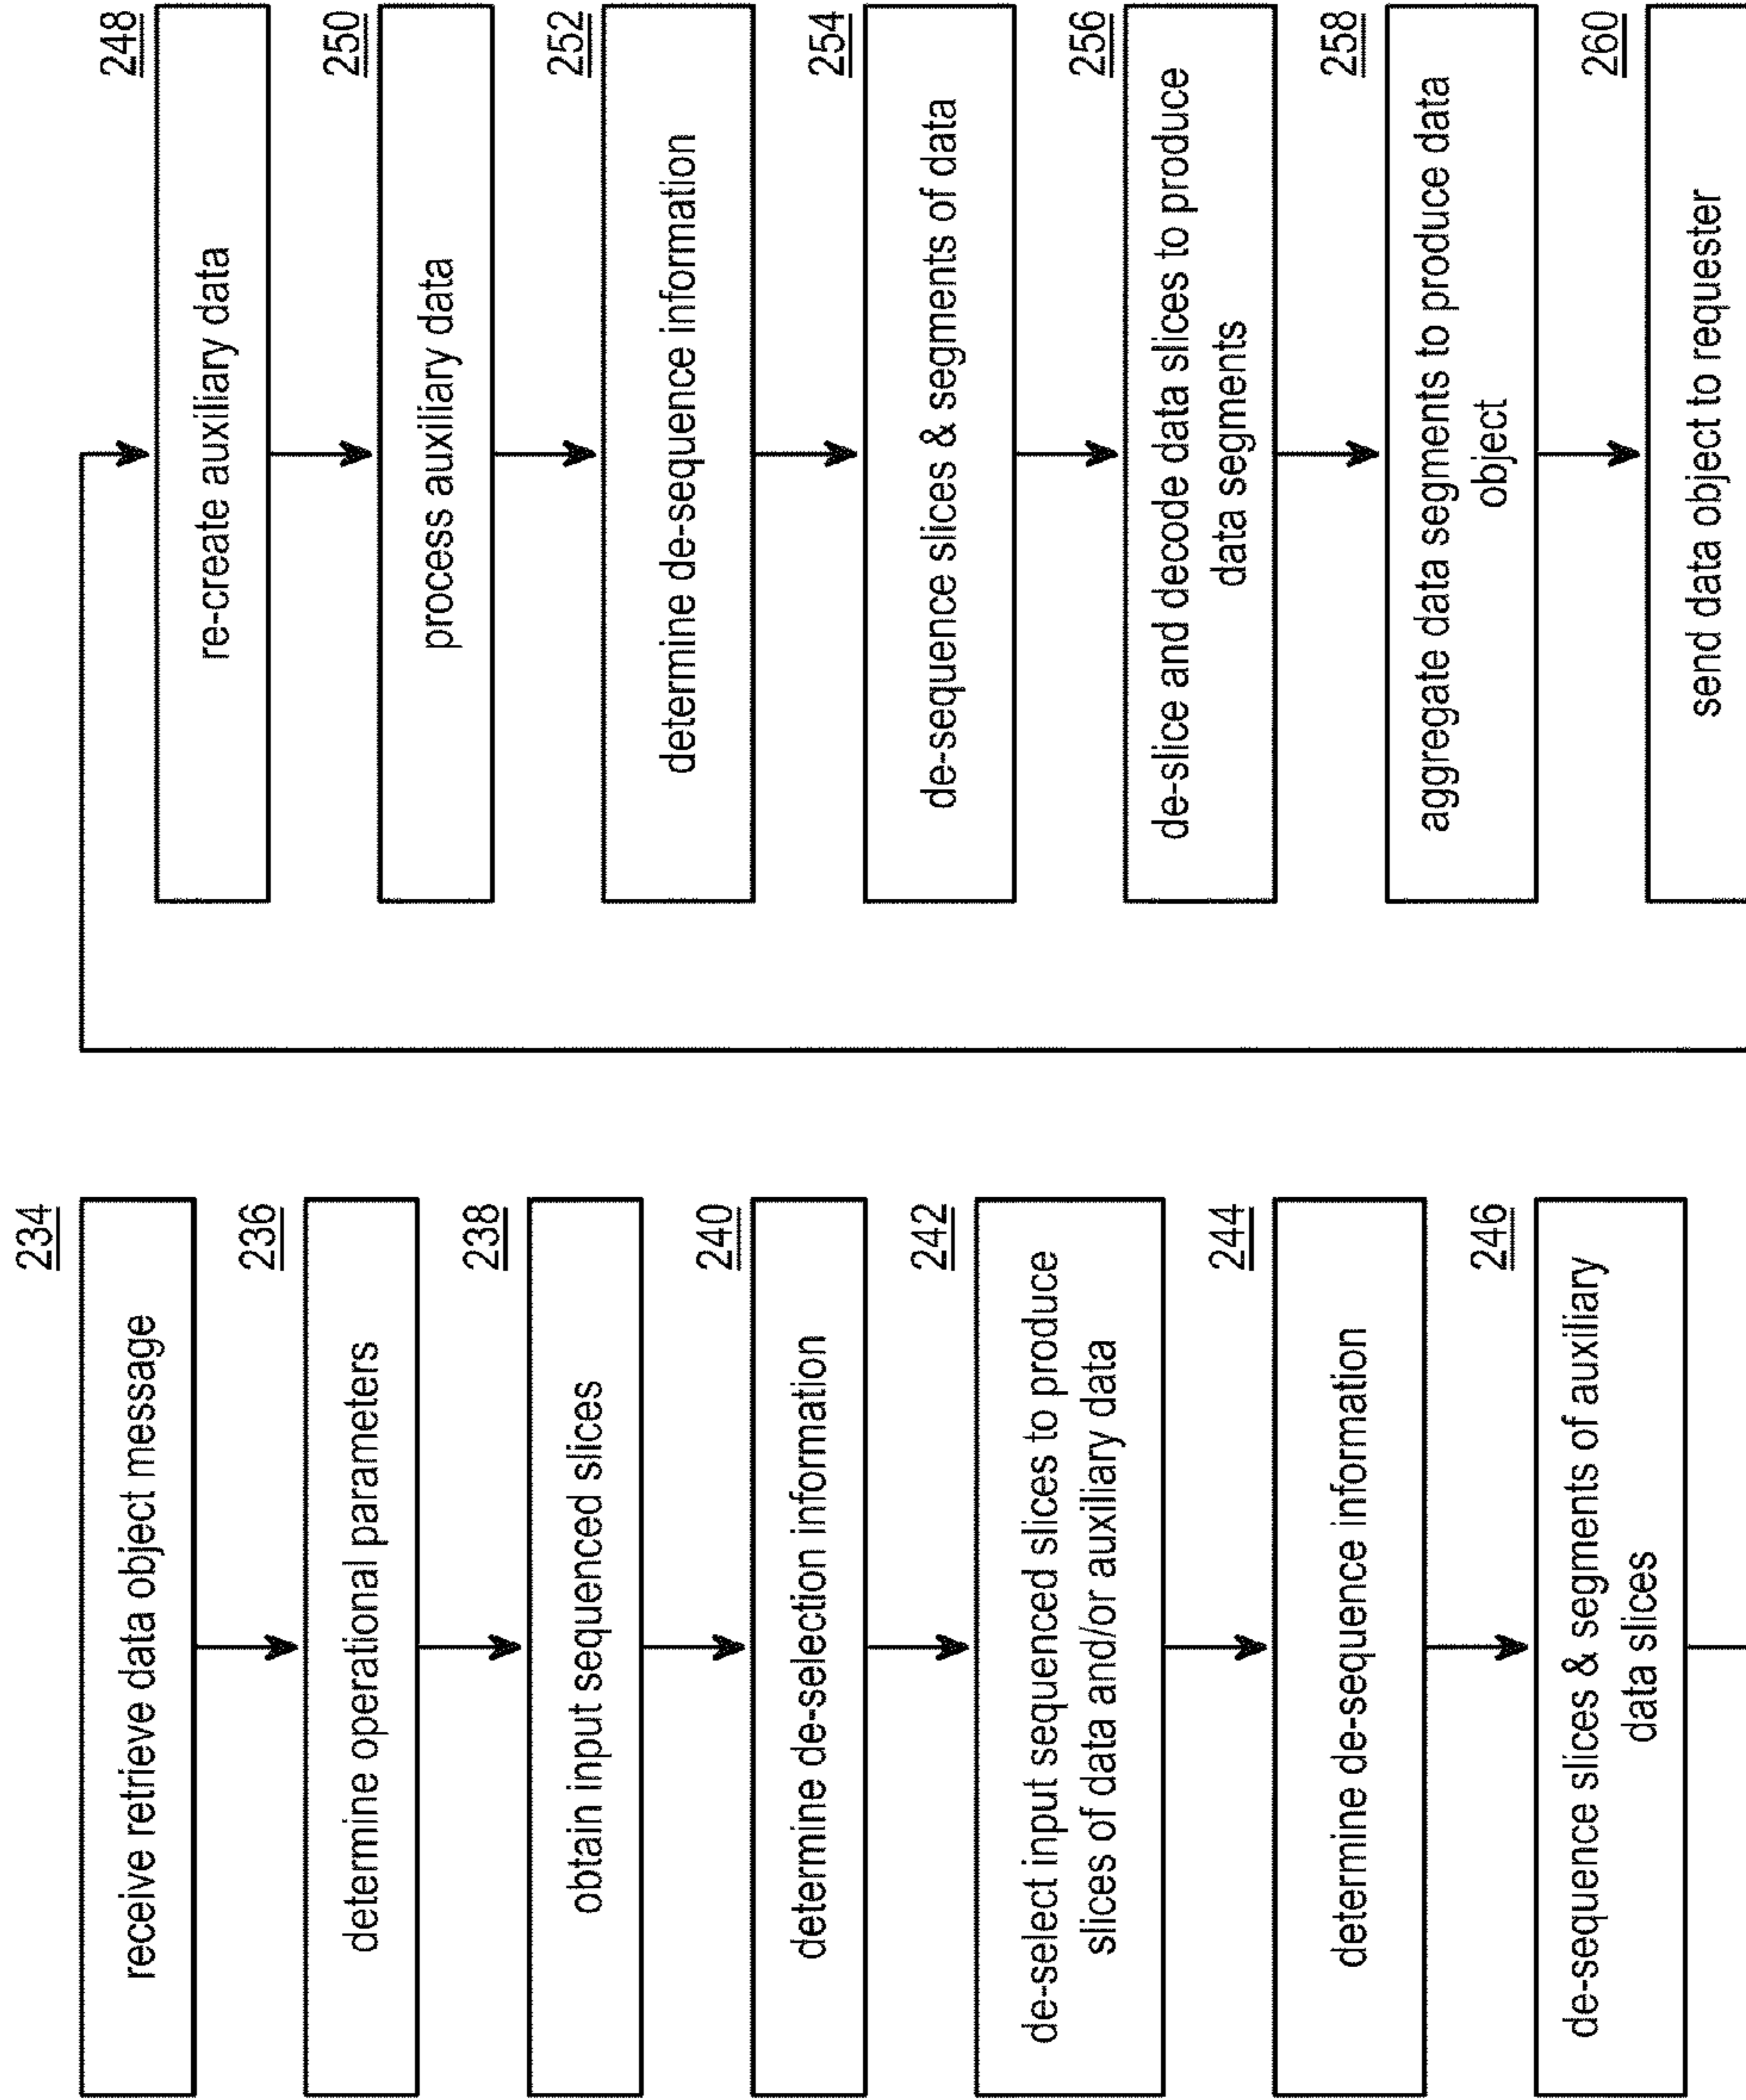 234
receive retrieve data object message
236
determine operational parameters
238
obtain input sequenced slices
240
determine de-selection information
242
de-select input sequenced slices to produce
slices of data and/or auxiliary data
244
determine de-sequence information
246
de-sequence slices & segments of auxiliary
data slices
248
re-create auxiliary data
250
process auxiliary data
252
determine de-sequence information
254
de-sequence slices & segments of data
256
de-slice and decode data slices to produce
data segments
258
aggregate data segments to produce data
object
260
send data object to requester